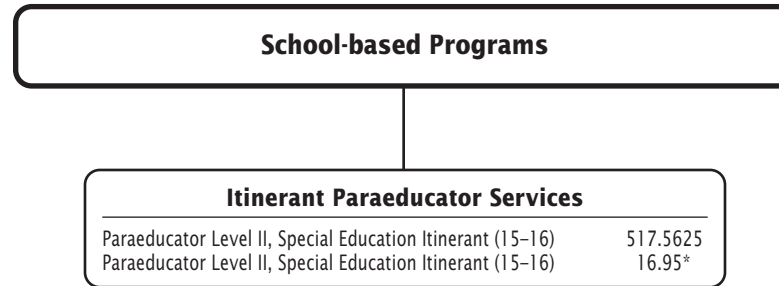 School-based Programs
Itinerant Paraeducator Services
Paraeducator Level II, Special Education Itinerant (15–16) 517.5625
Paraeducator Level II, Special Education Itinerant (15–16) 16.95*